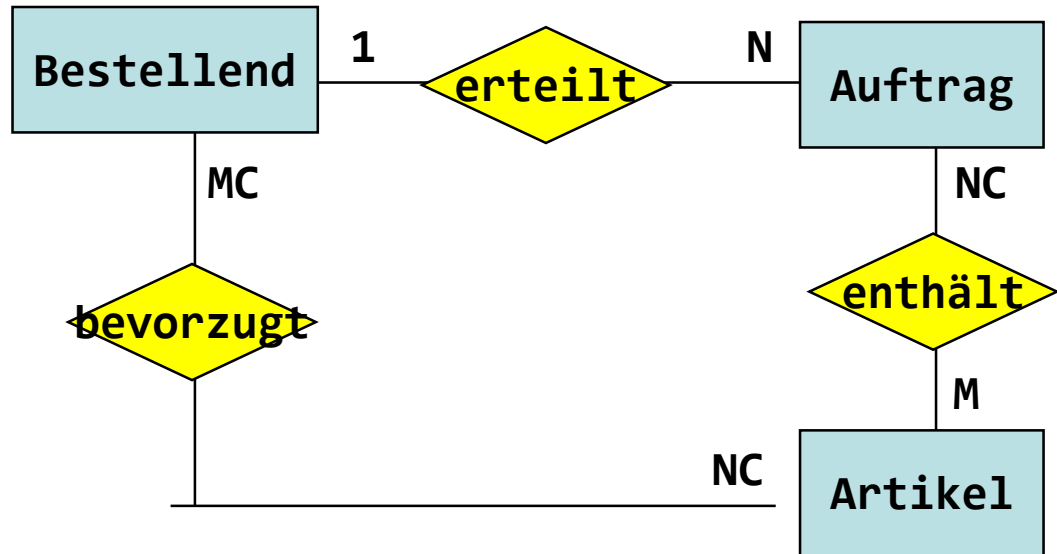 Bestellend
1
erteilt
N
Auftrag
MC
NC
bevorzugt
enthält
M
NC
Artikel